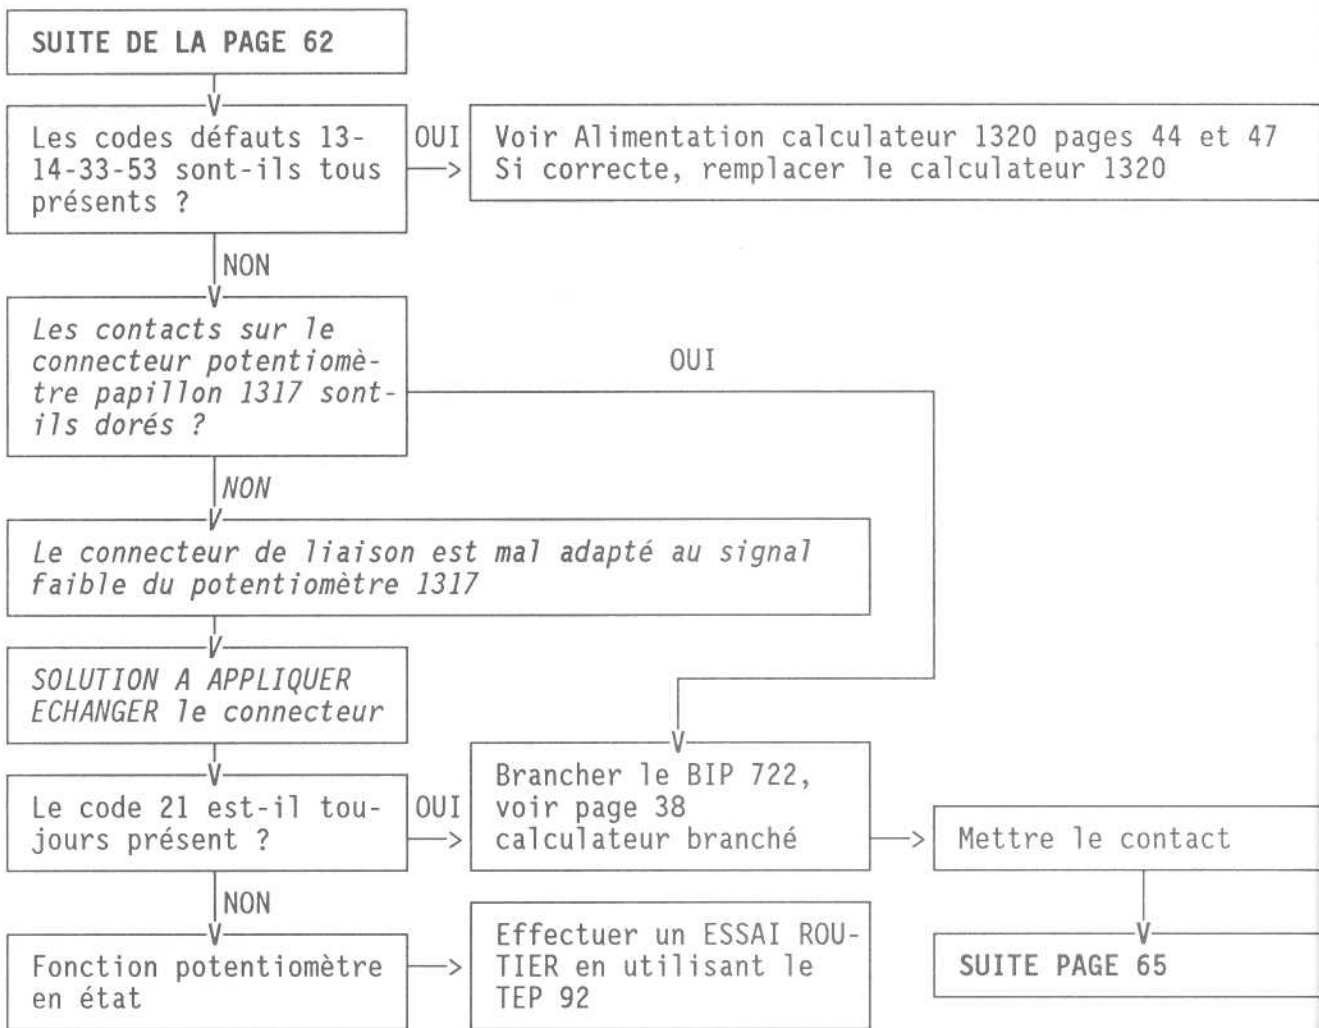 SUITE DE LA PAGE 62
Les codes défauts 13-
14-33-53 sont-ils tous
présents ?
OUI
Voir Alimentation calculateur 1320 pages 44 et 47
Si correcte, remplacer le calculateur 1320
NON
Les contacts sur le
connecteur potentiomè-
tre papillon 1317 sont-
ils dorés ?
OUI
NON
Le connecteur de liaison est mal adapté au signal
faible du potentiomètre 1317
SOLUTION A APPLIQUER
ECHANGER le connecteur
Le code 21 est-il tou-
jours présent ?
OUI
Brancher le BIP 722,
voir page 38
calculateur branché
Mettre le contact
NON
Fonction potentiomètre
en état
Effectuer un ESSAI ROU-
TIER en utilisant le
TEP 92
SUITE PAGE 65